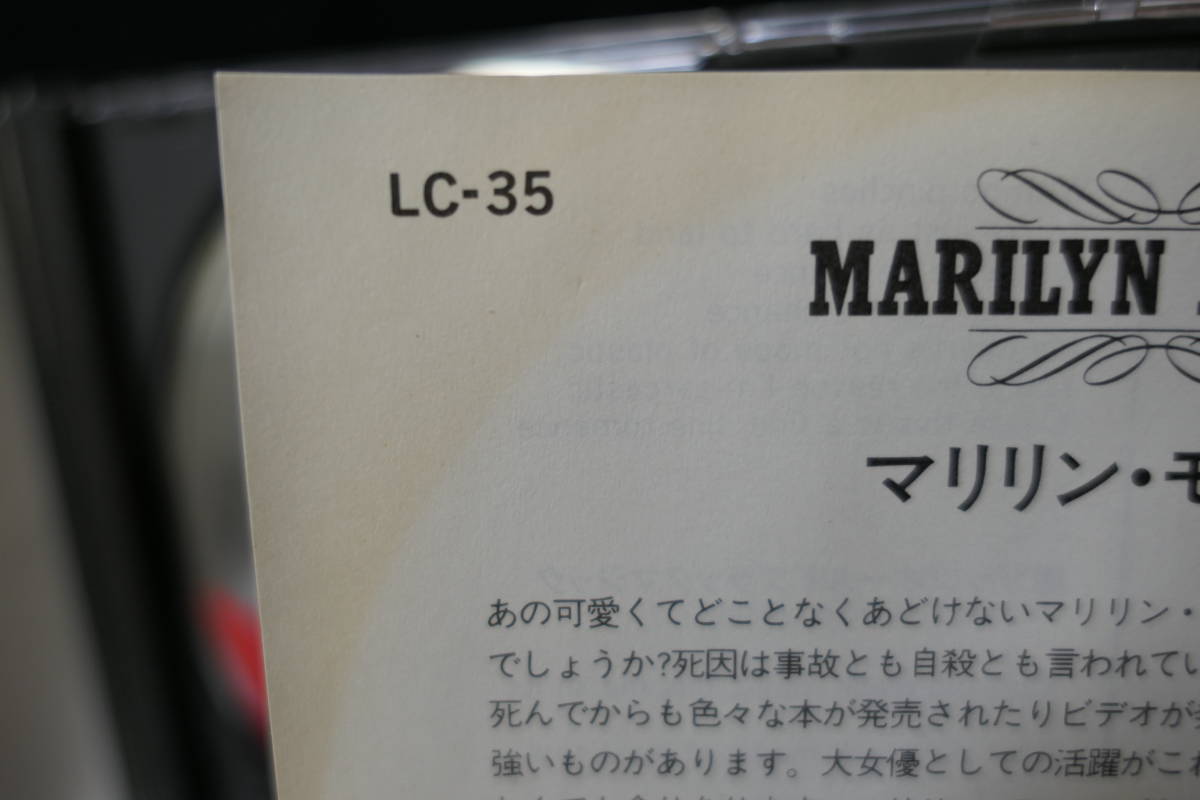 LC-35
MARILYN
マリリン・モ
あの可愛くてどことなくあどけないマリリン・
でしょうか?死因は事故とも自殺とも言われてい
死んでからも色々な本が発売されたりビデオが
強いものがあります。大女優としての活躍がこれ